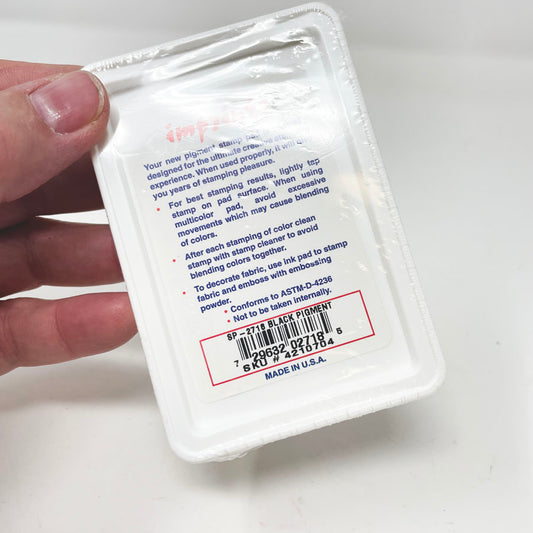 Your new pigment stamp pad
designed for the ultimate
experience. When used properly, it will
you years of stamping pleasure.
• For best stamping results, lightly tap
stamp on pad surface. When using
multicolor pad, avoid excessive
movements which may cause blending
of colors.
• After each stamping of color clean
stamp with stamp cleaner to avoid
blending colors together.
• To decorate fabric, use ink pad to stamp
fabric and emboss with embossing
powder.
• Conforms to ASTM-D-4236
• Not to be taken internally.
SP-2718 BLACK PIGMENT
7 29632 02718 5
SKU # 4210704
MADE IN U.S.A.